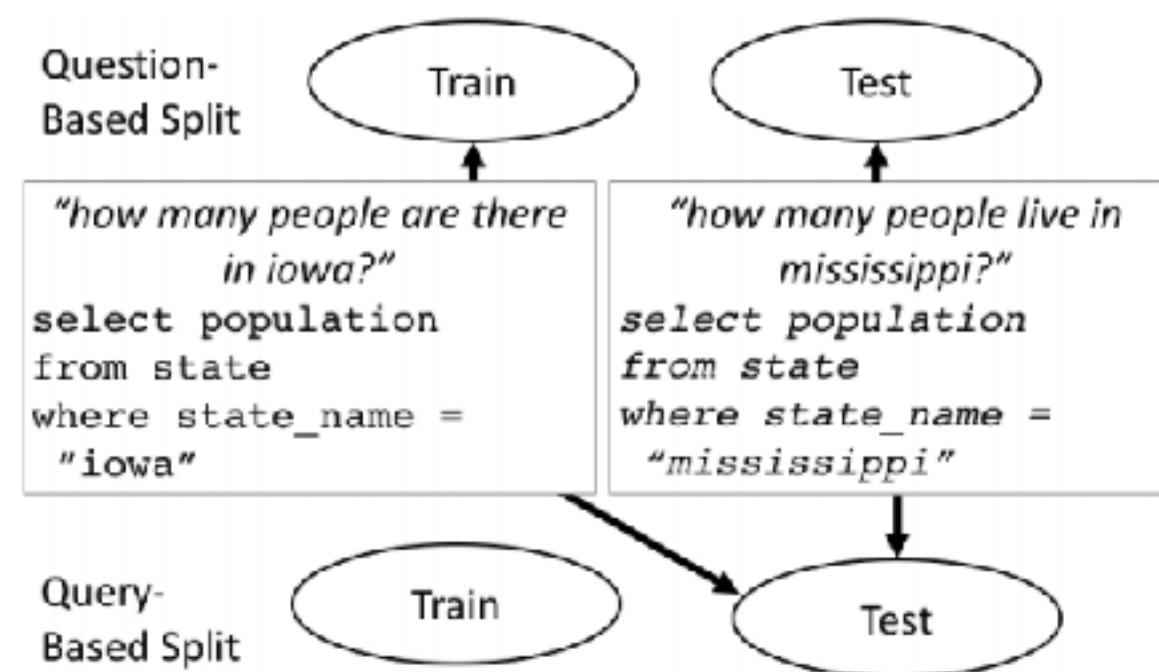 Question-
Based Split
Train
Test
"how many people are there
in iowa?"
select population
from state
where state_name =
"iowa"
"how many people live in
mississippi?"
select population
from state
where state_name =
"mississippi"
Query-
Based Split
Train
Test